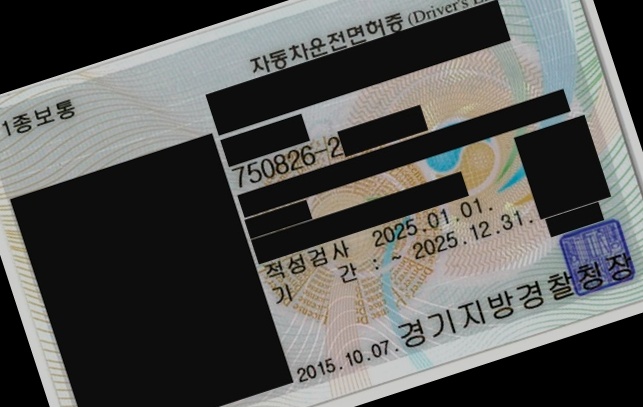 자동차운전면허증 (Driver's
1종보통
750826-2
적성검사 2025.01.01.
기 간 : ~ 2025.12.31.
2015.10.07. 경기지방경찰청장